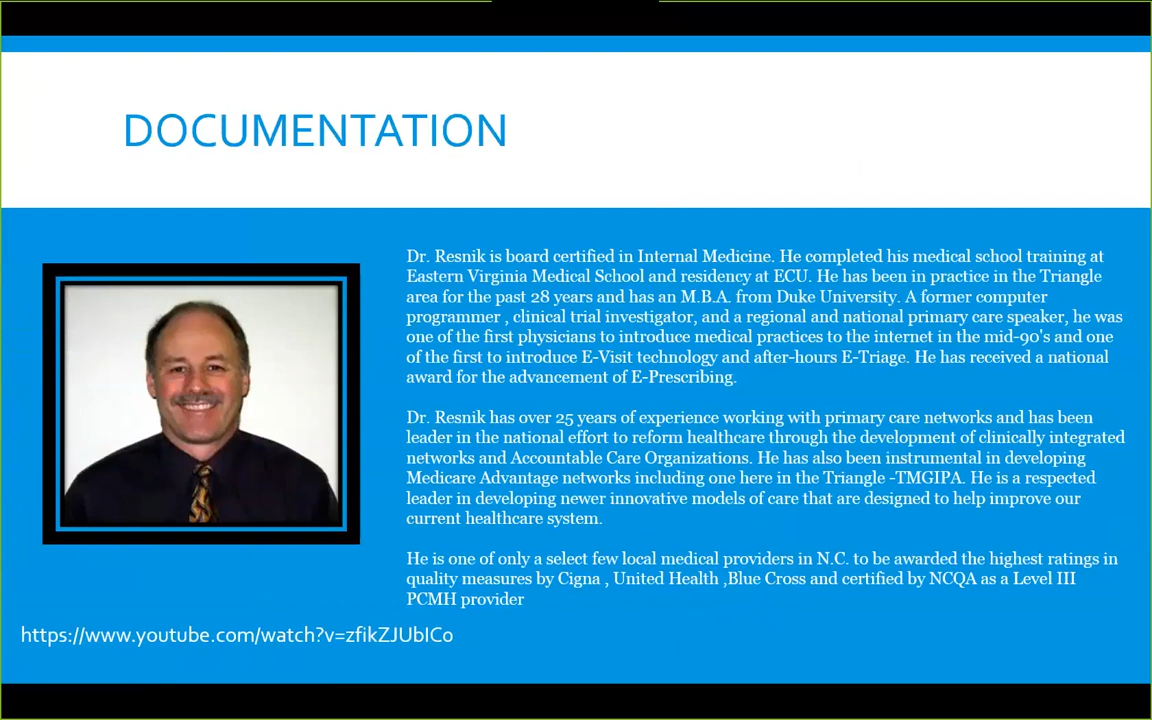 DOCUMENTATION
Dr. Resnik is board certified in Internal Medicine. He completed his medical school training at
Eastern Virginia Medical School and residency at ECU. He has been in practice in the Triangle
area for the past 28 years and has an M.B.A. from Duke University. A former computer
programmer , clinical trial investigator, and a regional and national primary care speaker, he was
one of the first physicians to introduce medical practices to the internet in the mid-90's and one
of the first to introduce E-Visit technology and after-hours E-Triage. He has received a national
award for the advancement of E-Prescribing.
Dr. Resnik has over 25 years of experience working with primary care networks and has been
leader in the national effort to reform healthcare through the development of clinically integrated
networks and Accountable Care Organizations. He has also been instrumental in developing
Medicare Advantage networks including one here in the Triangle -TMGIPA. He is a respected
leader in developing newer innovative models of care that are designed to help improve our
current healthcare system.
He is one of only a select few local medical providers in N.C. to be awarded the highest ratings in
quality measures by Cigna , United Health ,Blue Cross and certified by NCQA as a Level III
PCMH provider
https://www.youtube.com/watch?v=zfikZJUbICo